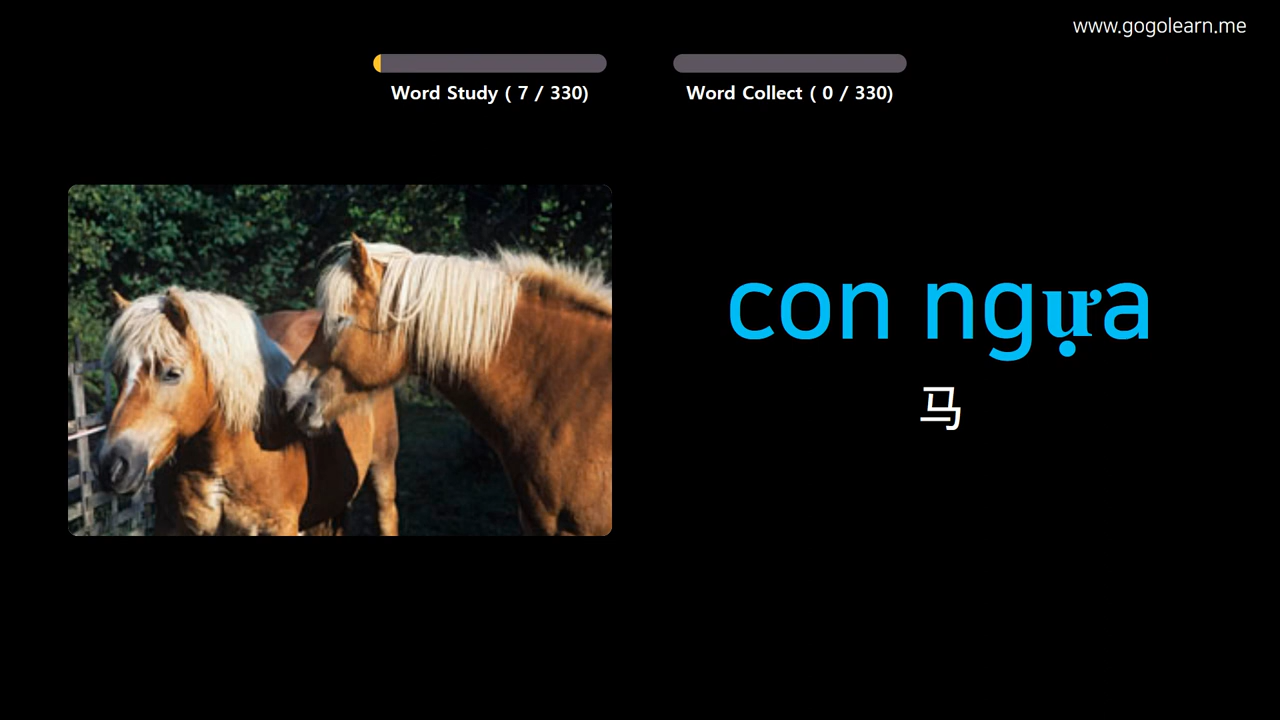 www.gogolearn.me
Word Study ( 7 / 330)
Word Collect ( 0 / 330)
con ngựa
马